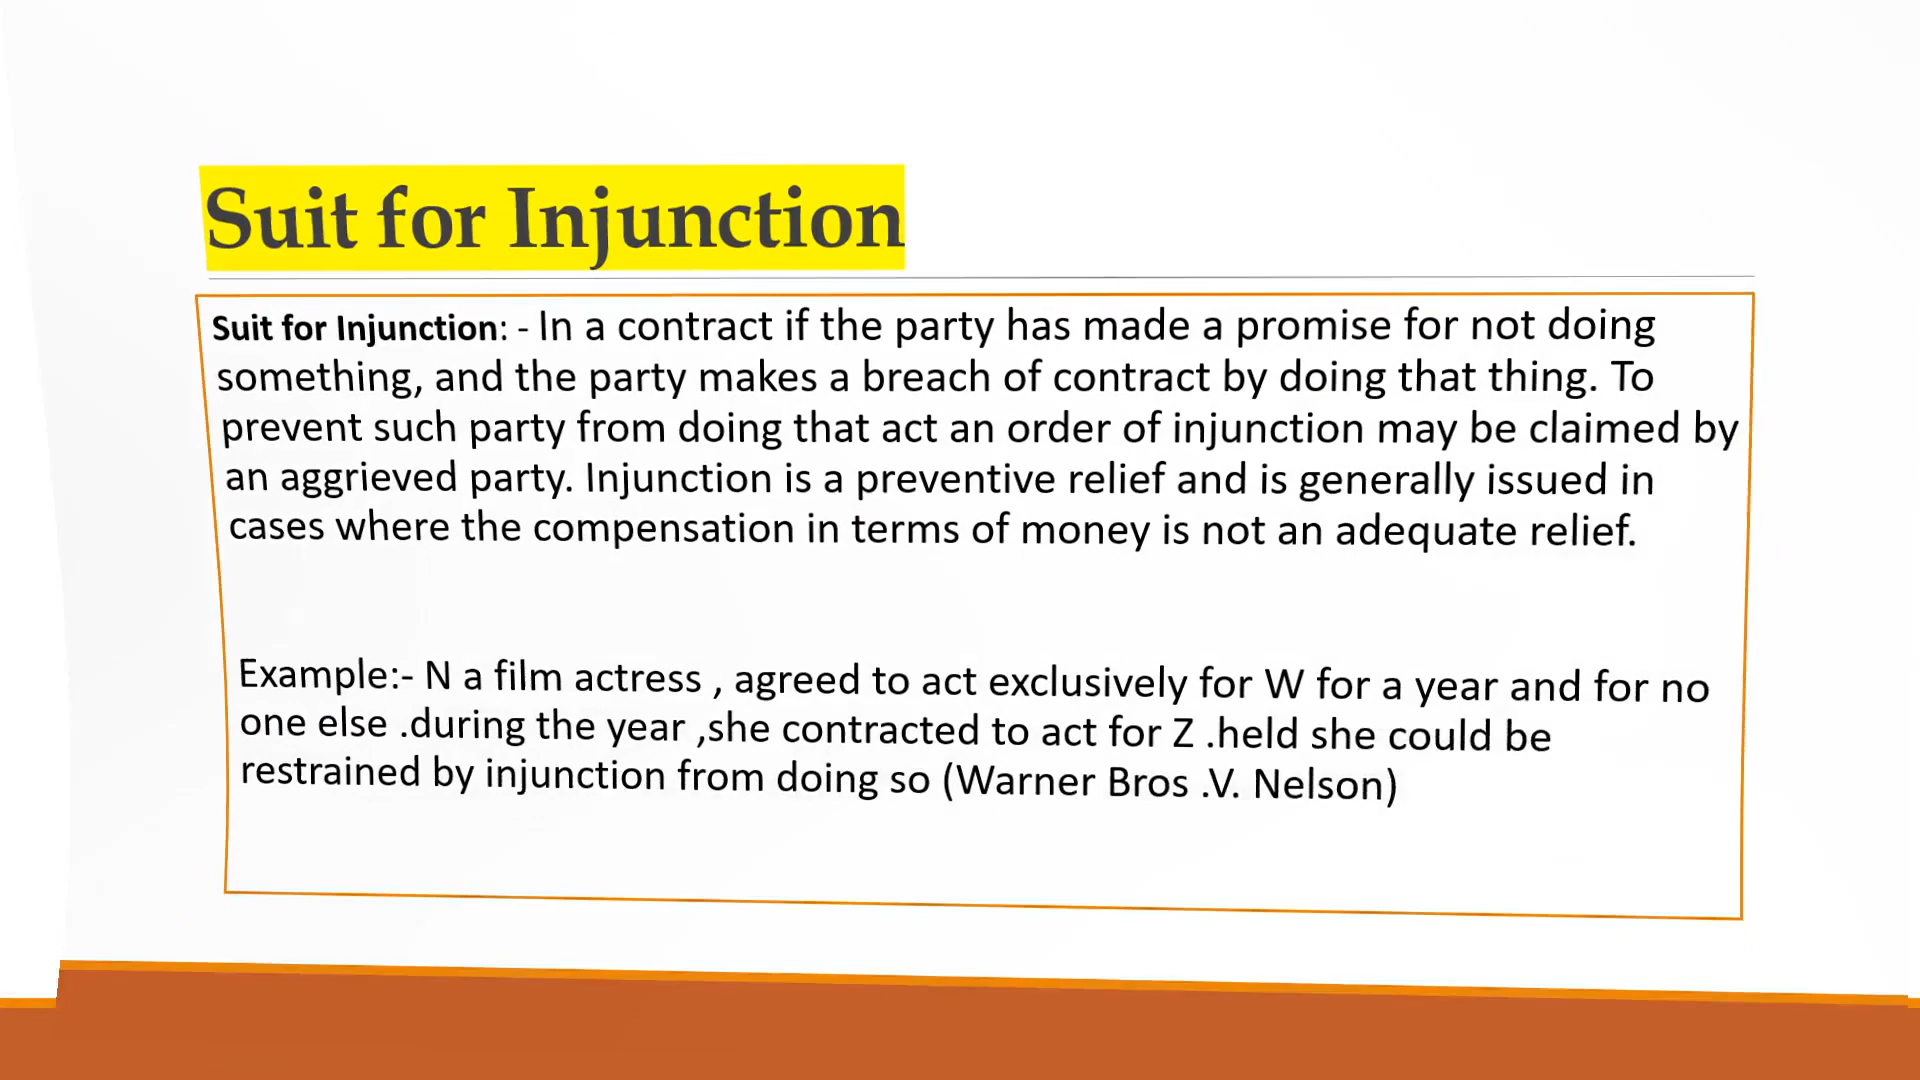 Suit for Injunction
Suit for Injunction: - In a contract if the party has made a promise for not doing
something, and the party makes a breach of contract by doing that thing. To
prevent such party from doing that act an order of injunction may be claimed by
an aggrieved party. Injunction is a preventive relief and is generally issued in
cases where the compensation in terms of money is not an adequate relief.
Example:- N a film actress , agreed to act exclusively for W for a year and for no
one else .during the year ,she contracted to act for Z .held she could be
restrained by injunction from doing so (Warner Bros .V. Nelson)